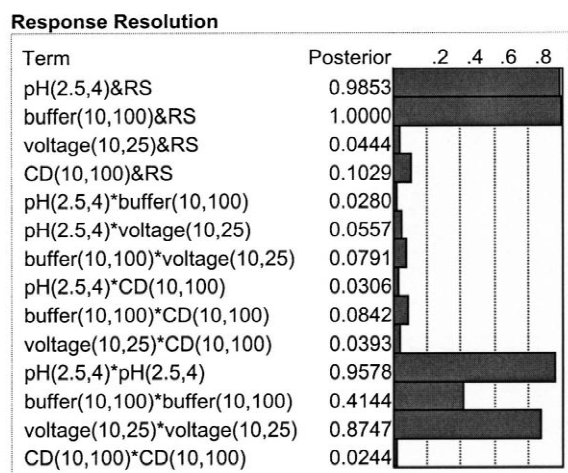 Response Resolution
Term Posterior .2 .4 .6 .8
pH(2.5,4)&RS 0.9853
buffer(10,100)&RS 1.0000
voltage(10,25)&RS 0.0444
CD(10,100)&RS 0.1029
pH(2.5,4)*buffer(10,100) 0.0280
pH(2.5,4)*voltage(10,25) 0.0557
buffer(10,100)*voltage(10,25) 0.0791
pH(2.5,4)*CD(10,100) 0.0306
buffer(10,100)*CD(10,100) 0.0842
voltage(10,25)*CD(10,100) 0.0393
pH(2.5,4)*pH(2.5,4) 0.9578
buffer(10,100)*buffer(10,100) 0.4144
voltage(10,25)*voltage(10,25) 0.8747
CD(10,100)*CD(10,100) 0.0244